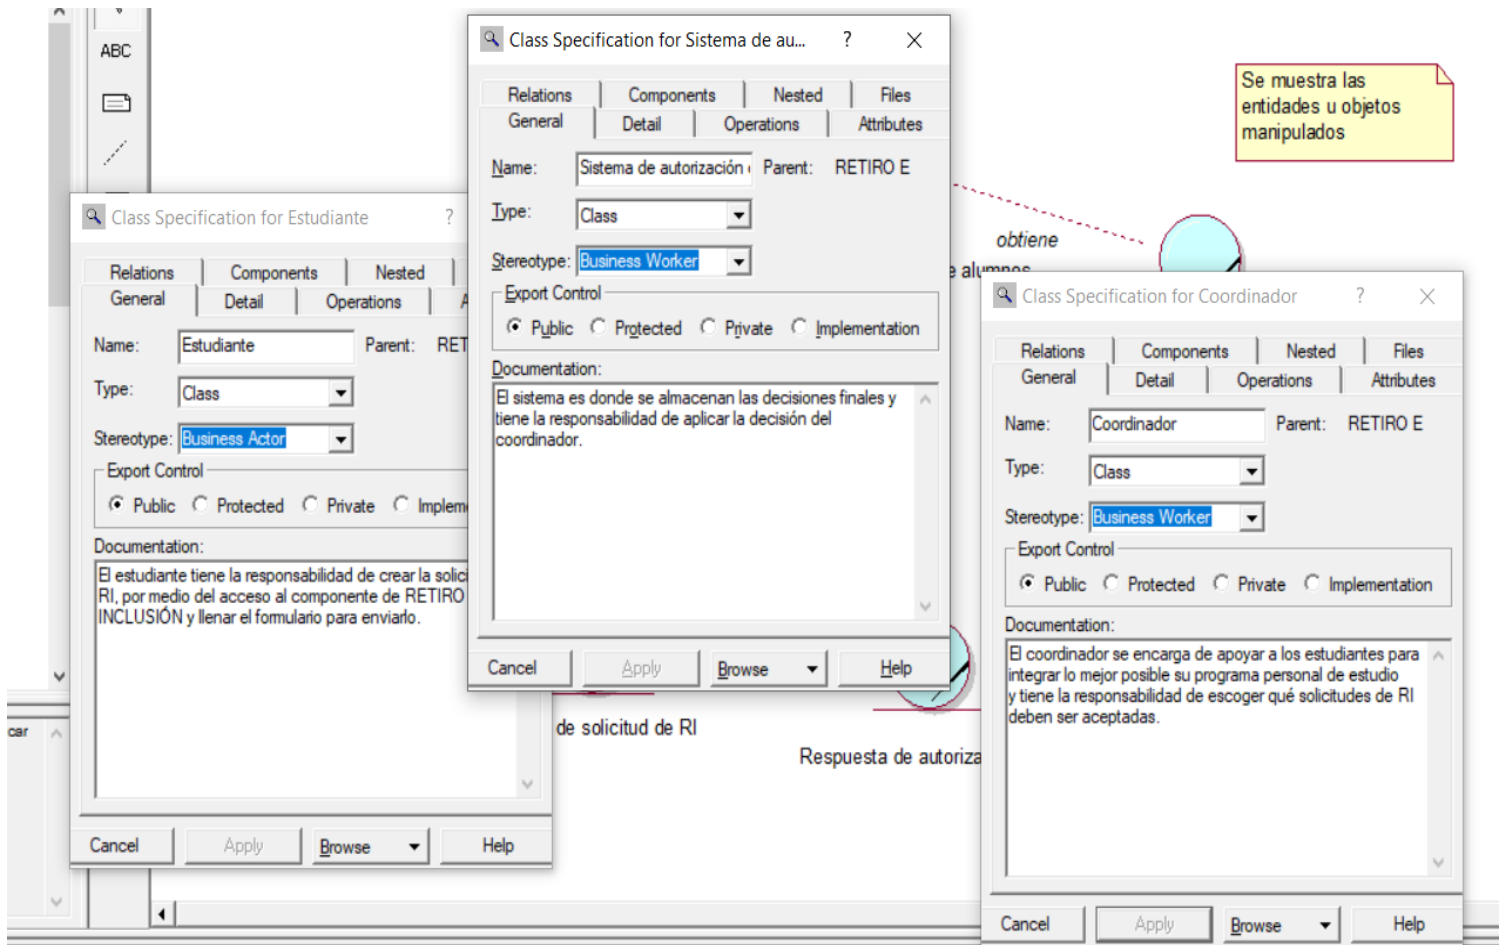 ABC
Class Specification for Sistema de au...
?
Relations Components Nested Files
General Detail Operations Attributes
Name: Sistema de autorización Parent: RETIRO E
Type: Class
Stereotype: Business Worker
Export Control
Public Protected Private Implementation
Documentation:
El sistema es donde se almacenan las decisiones finales y
tiene la responsabilidad de aplicar la decisión del
coordinador.
Cancel Apply Browse Help
Se muestra las
entidades u objetos
manipulados
obtiene
alumnos
Class Specification for Estudiante ?
Relations Components Nested
General Detail Operations A
Name: Estudiante Parent: RET
Type: Class
Stereotype: Business Actor
Export Control
Public Protected Private Implem
Documentation:
El estudiante tiene la responsabilidad de crear la solici
RI, por medio del acceso al componente de RETIRO
INCLUSIÓN y llenar el formulario para enviarlo.
Cancel Apply Browse Help
Class Specification for Coordinador ?
Relations Components Nested Files
General Detail Operations Attributes
Name: Coordinador Parent: RETIRO E
Type: Class
Stereotype: Business Worker
Export Control
Public Protected Private Implementation
Documentation:
El coordinador se encarga de apoyar a los estudiantes para
integrar lo mejor posible su programa personal de estudio
y tiene la responsabilidad de escoger qué solicitudes de RI
deben ser aceptadas.
Cancel Apply Browse Help
de solicitud de RI
Respuesta de autoriza
car